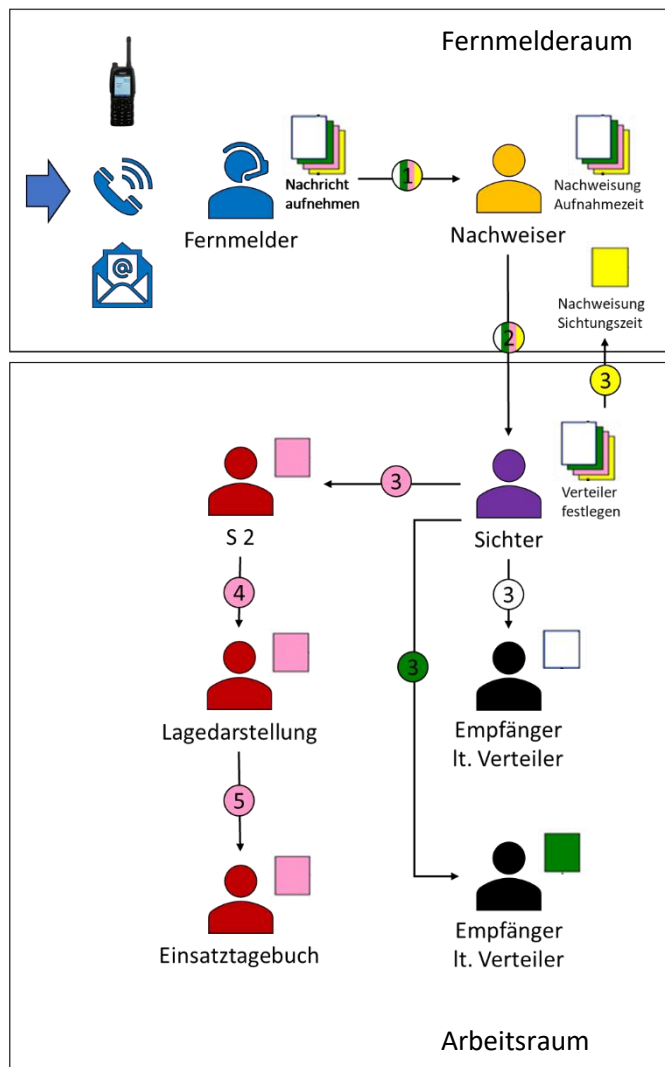 Fernmelderaum
@
Fernmelder
Nachricht
aufnehmen
1
Nachweiser
Nachweisung
Aufnahmezeit
Nachweisung
Sichtungszeit
2
3
Verteiler
festlegen
Sichter
3
S 2
3
3
4
Lagedarstellung
Empfänger
lt. Verteiler
5
Einsatztagebuch
Empfänger
lt. Verteiler
Arbeitsraum